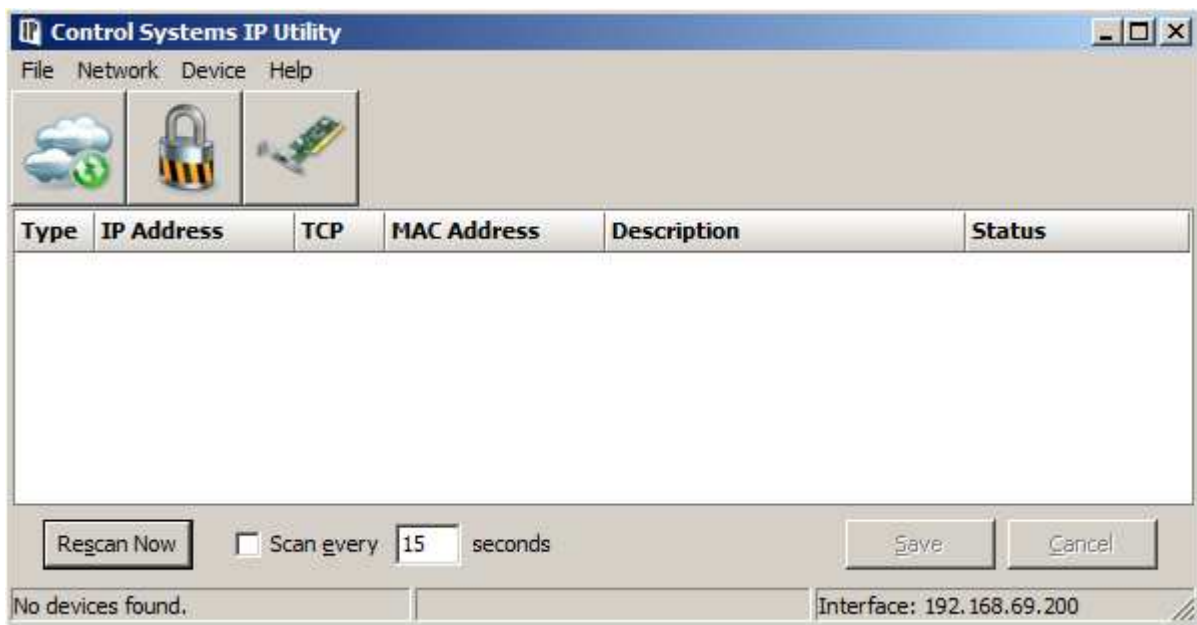 IP Control Systems IP Utility
File Network Device Help
Type IP Address TCP MAC Address Description Status
Rescan Now Scan every 15 seconds Save Cancel
No devices found. Interface: 192.168.69.200